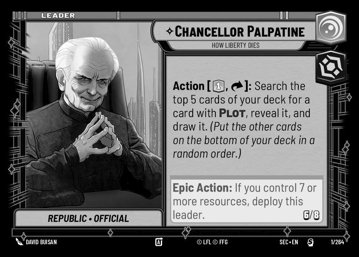 LEADER
CHANCELLOR PALPATINE
HOW LIBERTY DIES
Action [1, ]: Search the
top 5 cards of your deck for a
card with PLOT, reveal it, and
draw it. (Put the other cards
on the bottom of your deck in a
random order.)
Epic Action: If you control 7 or
more resources, deploy this
leader.
6/8
REPUBLIC • OFFICIAL
DAVID BUISAN
© LFL © FFG
SEC • EN
1/264